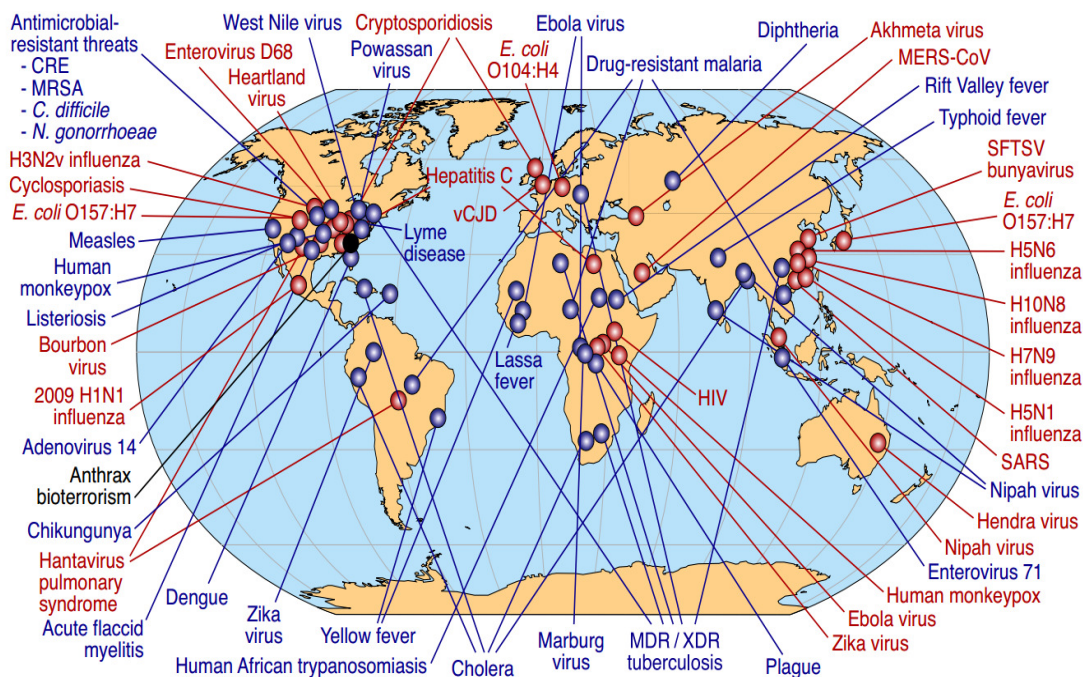 Antimicrobial-
resistant threats
- CRE
- MRSA
- C. difficile
- N. gonorrhoeae
West Nile virus
Enterovirus D68
Heartland
virus
Cryptosporidiosis
Powassan
virus
E. coli
O104:H4
Ebola virus
Drug-resistant malaria
Diphtheria
Akhmeta virus
MERS-CoV
Rift Valley fever
Typhoid fever
SFTSV
bunyavirus
E. coli
O157:H7
H5N6
influenza
H10N8
influenza
H7N9
influenza
H5N1
influenza
SARS
Nipah virus
Hendra virus
Nipah virus
Enterovirus 71
Human monkeypox
Ebola virus
Zika virus
Plague
MDR / XDR
tuberculosis
Marburg
virus
Cholera
Human African trypanosomiasis
Yellow fever
Zika
virus
Dengue
Acute flaccid
myelitis
Hantavirus
pulmonary
syndrome
Chikungunya
Anthrax
bioterrorism
Adenovirus 14
2009 H1N1
influenza
Bourbon
virus
Listeriosis
Human
monkeypox
Measles
E. coli O157:H7
Cyclosporiasis
H3N2v influenza
Hepatitis C
vCJD
Lyme
disease
Lassa
fever
HIV